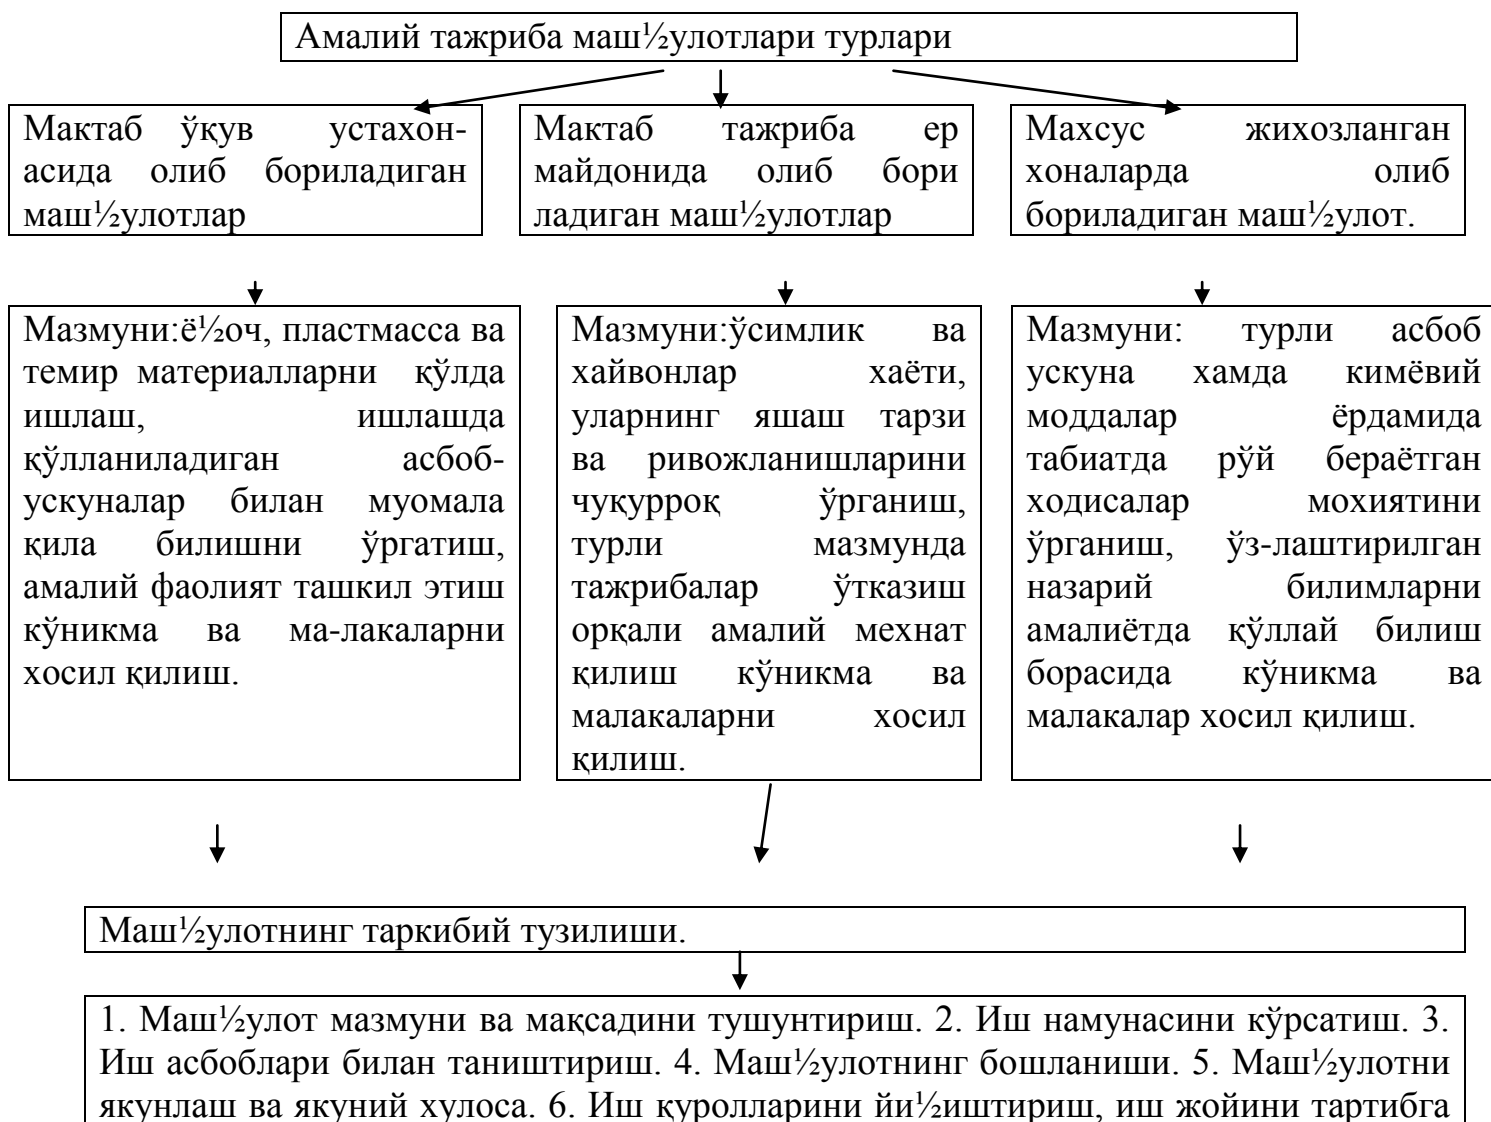 Амалий тажриба маш½улотлари турлари
Мактаб ўқув устахон-
асида олиб бориладиган
маш½улотлар
Мактаб тажриба ер
майдонида олиб бори
ладиган маш½улотлар
Махсус жихозланган
хоналарда олиб
бориладиган маш½улот.
Мазмуни:ё½оч, пластмасса ва
темир материалларни қўлда
ишлаш, ишлашда
қўлланиладиган асбоб-
ускуналар билан муомала
қила билишни ўргатиш,
амалий фаолият ташкил этиш
кўникма ва ма-лакаларни
хосил қилиш.
Мазмуни:ўсимлик ва
хайвонлар хаёти,
уларнинг яшаш тарзи
ва ривожланишларини
чуқурроқ ўрганиш,
турли мазмунда
тажрибалар ўтказиш
орқали амалий мехнат
қилиш кўникма ва
малакаларни хосил
қилиш.
Мазмуни: турли асбоб
ускуна хамда кимёвий
моддалар ёрдамида
табиатда рўй бераётган
ходисалар мохиятини
ўрганиш, ўз-лаштирилган
назарий билимларни
амалиётда қўллай билиш
борасида кўникма ва
малакалар хосил қилиш.
Маш½улотнинг таркибий тузилиши.
1. Маш½улот мазмуни ва мақсадини тушунтириш. 2. Иш намунасини кўрсатиш. 3.
Иш асбоблари билан таништириш. 4. Маш½улотнинг бошланиши. 5. Маш½улотни
якунлаш ва якуний хулоса. 6. Иш қуролларини йи½иштириш, иш жойини тартибга